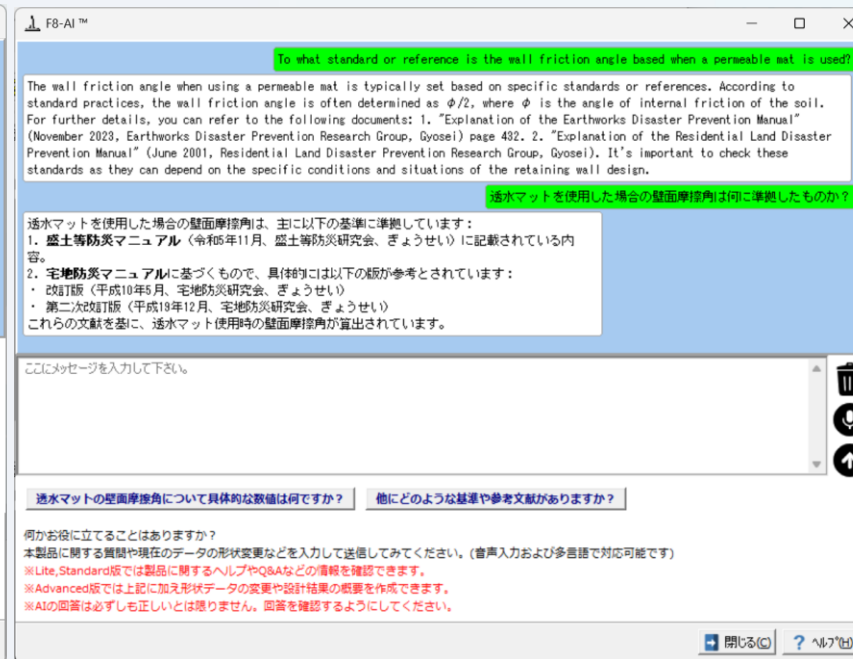 F8-AI ™
To what standard or reference is the wall friction angle based when a permeable mat is used?
The wall friction angle when using a permeable mat is typically set based on specific standards or references. According to
standard practices, the wall friction angle is often determined as φ/2, where φ is the angle of internal friction of the soil.
For further details, you can refer to the following documents: 1. "Explanation of the Earthworks Disaster Prevention Manual"
(November 2023, Earthworks Disaster Prevention Research Group, Gyosei) page 432. 2. "Explanation of the Residential Land Disaster
Prevention Manual" (June 2001, Residential Land Disaster Prevention Research Group, Gyosei). It's important to check these
standards as they can depend on the specific conditions and situations of the retaining wall design.
透水マットを使用した場合の壁面摩擦角は何に準拠したものか？
透水マットを使用した場合の壁面摩擦角は、主に以下の基準に準拠しています：
1. 盛土等防災マニュアル（令和5年11月、盛土等防災研究会、ぎょうせい）に記載されている内
容。
2. 宅地防災マニュアルに基づくもので、具体的には以下の版が参考とされています：
・ 改訂版（平成10年5月、宅地防災研究会、ぎょうせい）
・ 第二次改訂版（平成19年12月、宅地防災研究会、ぎょうせい）
これらの文献を基に、透水マット使用時の壁面摩擦角が算出されています。
ここにメッセージを入力して下さい。
透水マットの壁面摩擦角について具体的な数値は何ですか？
他にどのような基準や参考文献がありますか？
何かお役に立てることはありますか？
本製品に関する質問や現在のデータの形状変更などを入力して送信してみてください。(音声入力および多言語で対応可能です)
※Lite,Standard版では製品に関するヘルプやQ&Aなどの情報を確認できます。
※Advanced版では上記に加え形状データの変更や設計結果の概要を作成できます。
※AIの回答は必ずしも正しいとは限りません。回答を確認するようにしてください。
閉じる(C)
? ヘルプ(H)